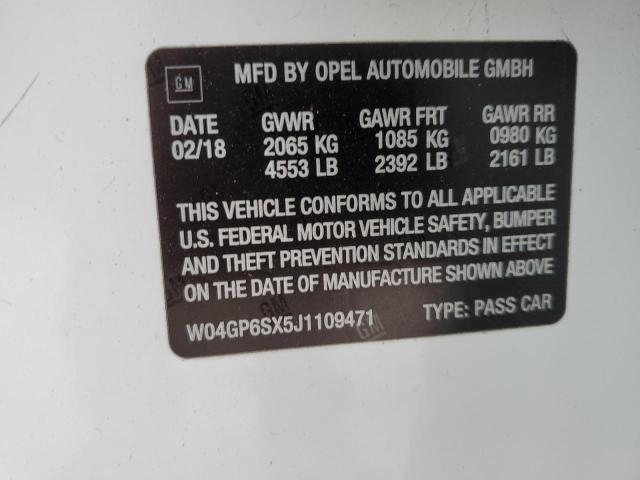 GM MFD BY OPEL AUTOMOBILE GMBH
DATE GVWR GAWR FRT GAWR RR
02/18 2065 KG 1085 KG 0980 KG
4553 LB 2392 LB 2161 LB
THIS VEHICLE CONFORMS TO ALL APPLICABLE
U.S. FEDERAL MOTOR VEHICLE SAFETY, BUMPER
AND THEFT PREVENTION STANDARDS IN EFFECT
ON THE DATE OF MANUFACTURE SHOWN ABOVE
W04GP6SX5J1109471 TYPE: PASS CAR